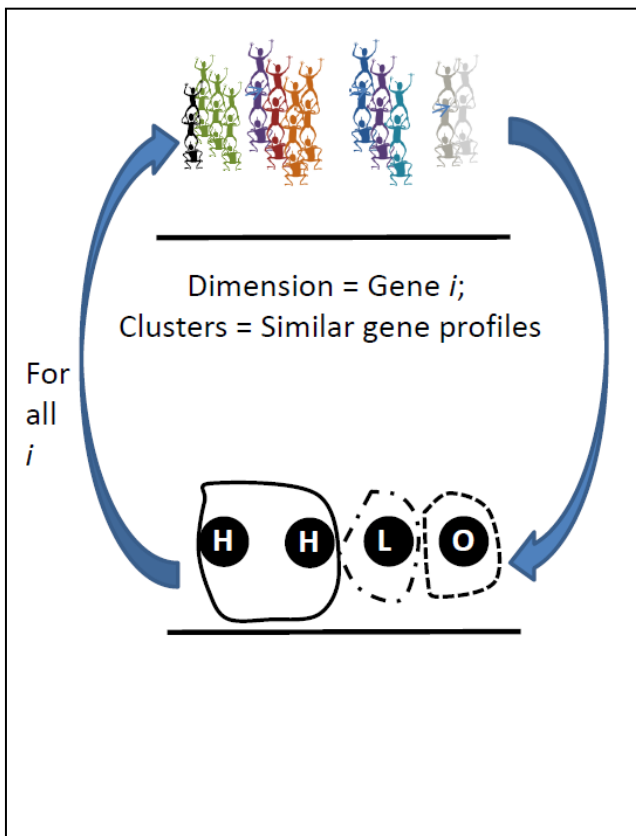 Dimension = Gene i;
Clusters = Similar gene profiles
For
all
i
H H L O